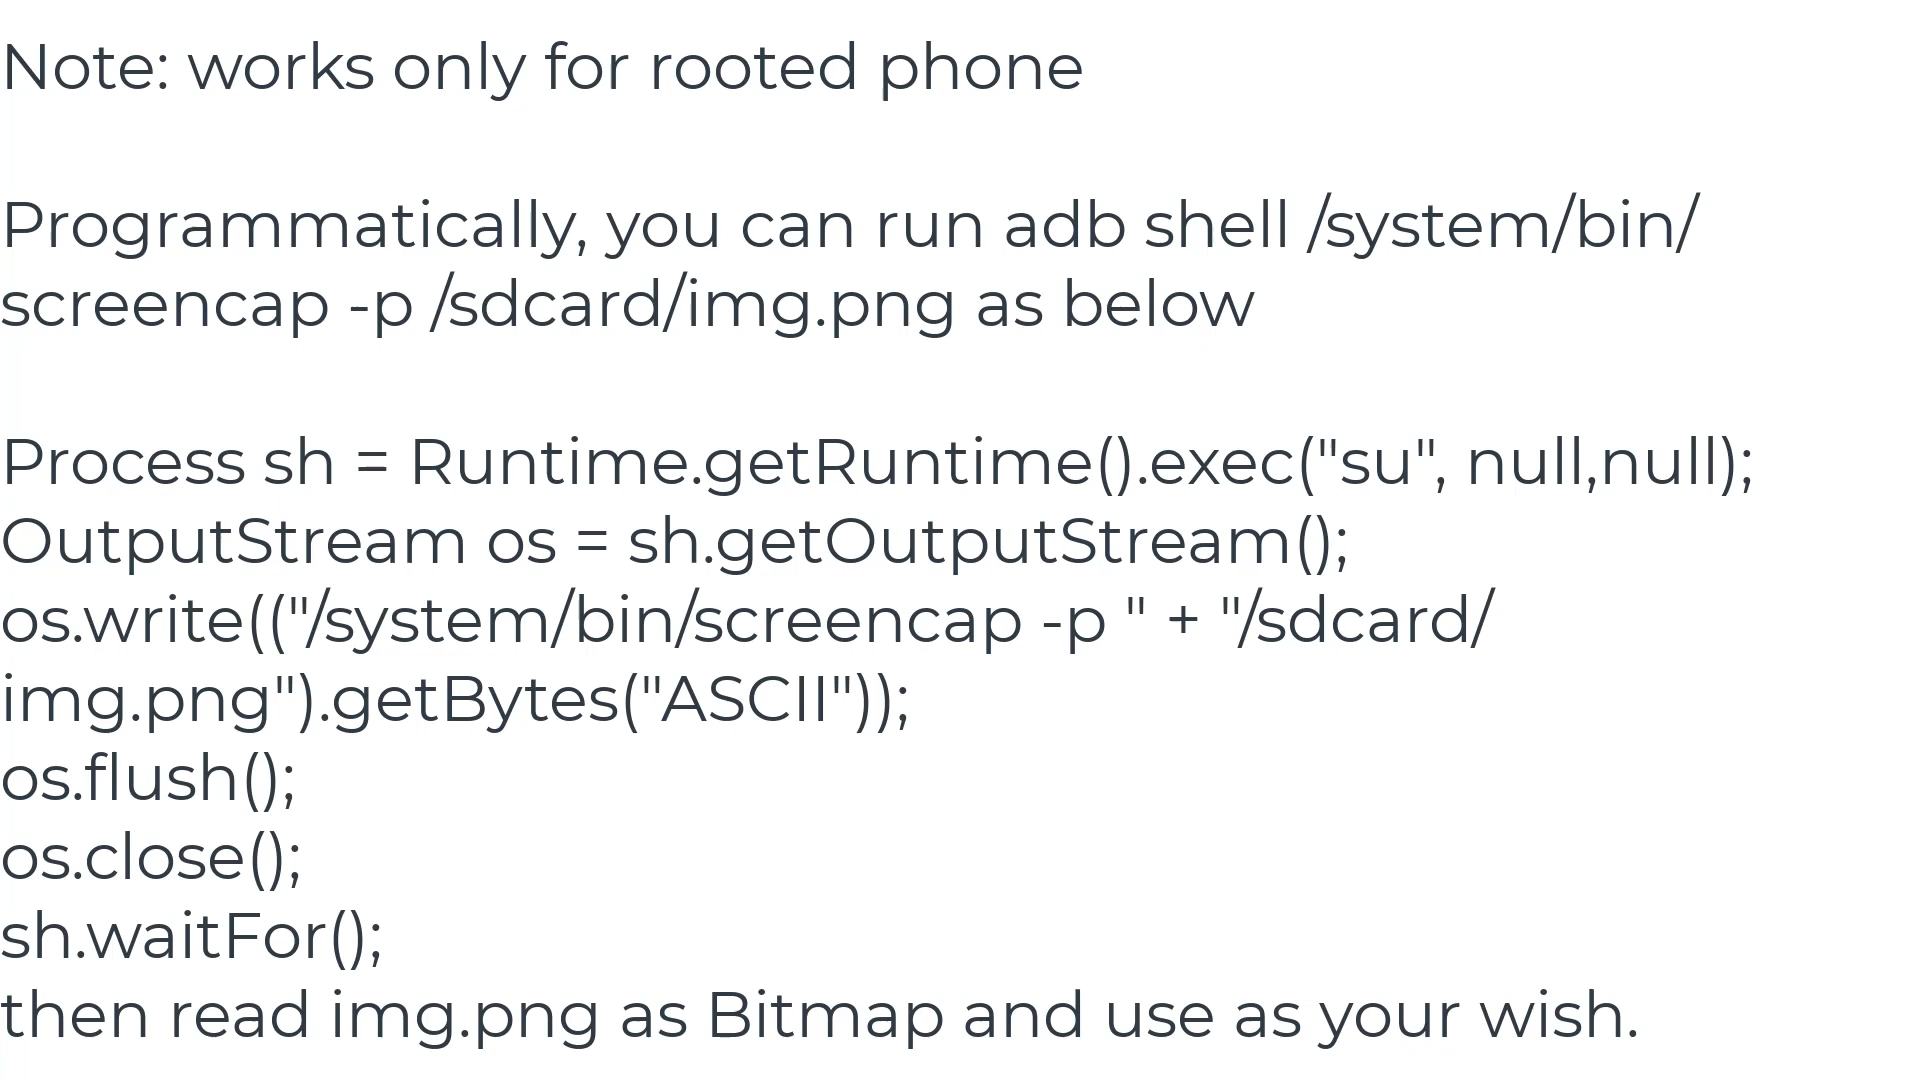 Note: works only for rooted phone
Programmatically, you can run adb shell /system/bin/
screencap -p /sdcard/img.png as below
Process sh = Runtime.getRuntime().exec("su", null,null);
OutputStream os = sh.getOutputStream();
os.write(("/system/bin/screencap -p " + "/sdcard/
img.png").getBytes("ASCII"));
os.flush();
os.close();
sh.waitFor();
then read img.png as Bitmap and use as your wish.